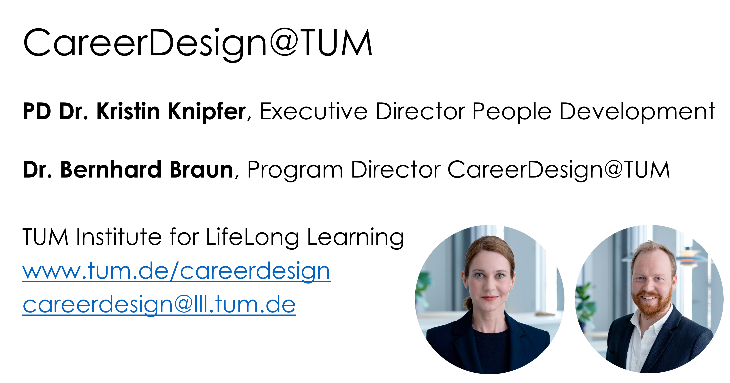 CareerDesign@TUM
PD Dr. Kristin Knipfer, Executive Director People Development
Dr. Bernhard Braun, Program Director CareerDesign@TUM
TUM Institute for LifeLong Learning
www.tum.de/careerdesign
careerdesign@lll.tum.de